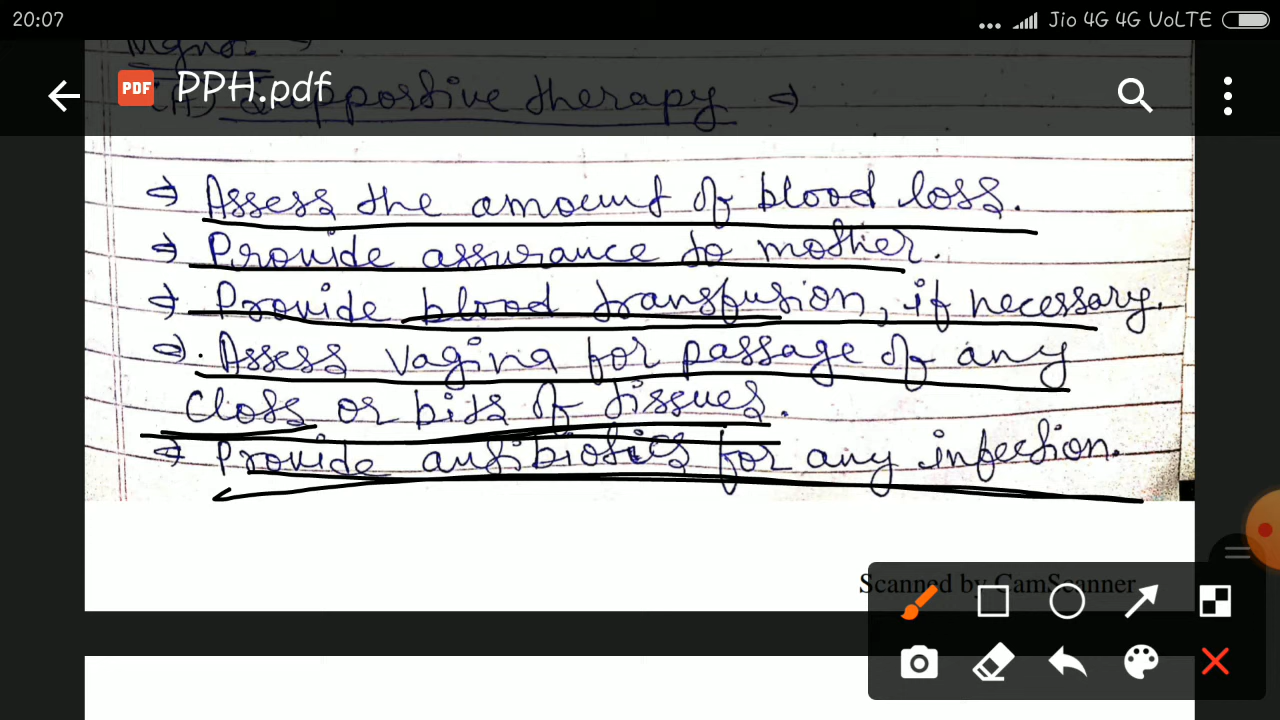 20:07
... Jio 4G 4G VoLTE
Mgno.
PDF PPH.pdf
(A) Supportive therapy ⇒
⇒ Assess the amount of blood loss.
⇒ Provide assurance to mother.
⇒ Provide blood transfusion, if necessary.
⇒. Assess vagina for passage of any
clots or bits of tissues.
⇒ Provide antibiotics for any infection.
Scanned by CamScanner